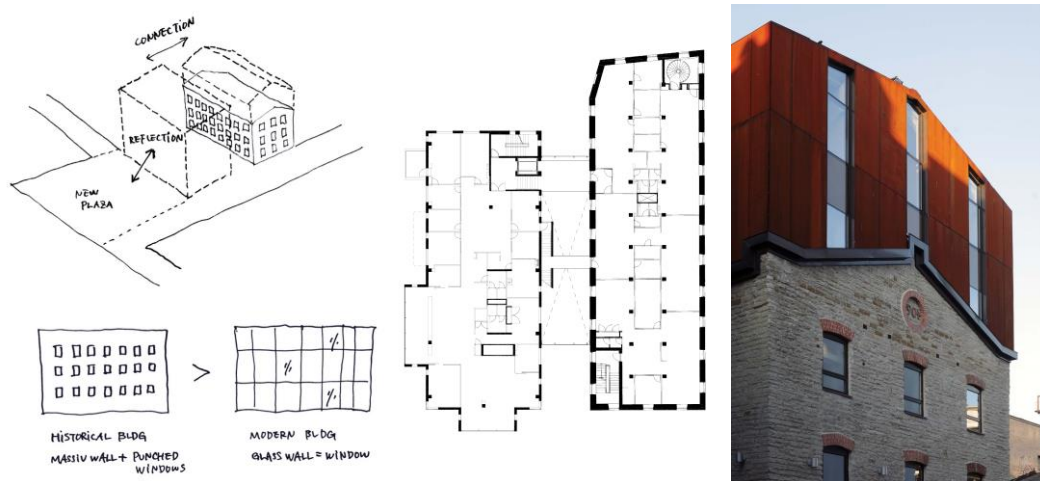 CONNECTION
REFLECTION
NEW
PLAZA
HISTORICAL BLDG
MASSIV WALL + PUNCHED
WINDOWS
>
MODERN BLDG
GLASS WALL = WINDOW